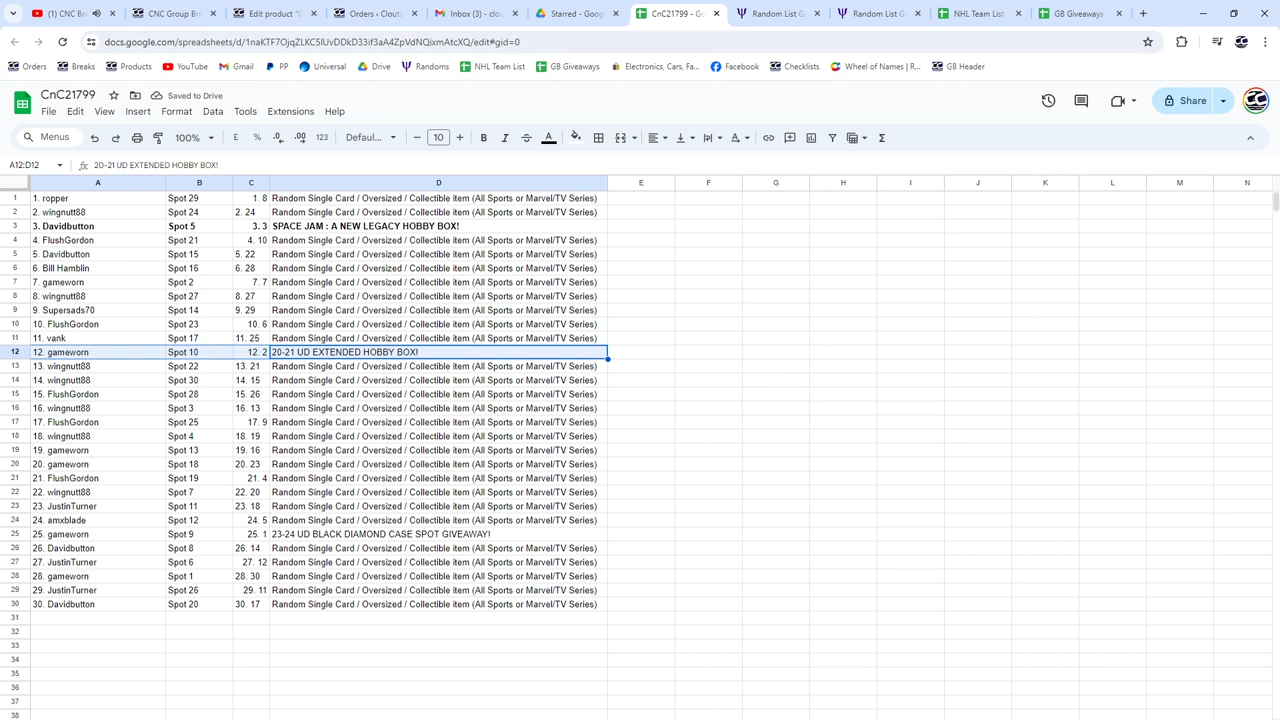 (1) CNC Bre
CNC Group Bre
Edit product "G
Orders < Clouts
Inbox (3) - clou
Starred - Goog
CnC21799 - Go
Random List Ge
Random List Ge
NHL Team List
GB Giveaways
docs.google.com/spreadsheets/d/1naKTF7OjqZLKC5IUvDDkD33if3aA4ZpVdNQixmAtcXQ/edit#gid=0
Orders Breaks Products YouTube Gmail PP Universal Drive Randoms NHL Team List GB Giveaways Electronics, Cars, Fa... Facebook Checklists Wheel of Names | R... GB Header
CnC21799 Saved to Drive
File Edit View Insert Format Data Tools Extensions Help
Share
Menus 100% £ % .0 .00 123 Defaul... 10 B I A Σ
A12:D12 fx 20-21 UD EXTENDED HOBBY BOX!
A B C D E F G H I J K L M N
1 1. ropper Spot 29 1. 8 Random Single Card / Oversized / Collectible item (All Sports or Marvel/TV Series)
2 2. wingnutt88 Spot 24 2. 24 Random Single Card / Oversized / Collectible item (All Sports or Marvel/TV Series)
3 3. Davidbutton Spot 5 3. 3 SPACE JAM : A NEW LEGACY HOBBY BOX!
4 4. FlushGordon Spot 21 4. 10 Random Single Card / Oversized / Collectible item (All Sports or Marvel/TV Series)
5 5. Davidbutton Spot 15 5. 22 Random Single Card / Oversized / Collectible item (All Sports or Marvel/TV Series)
6 6. Bill Hamblin Spot 16 6. 28 Random Single Card / Oversized / Collectible item (All Sports or Marvel/TV Series)
7 7. gameworn Spot 2 7. 7 Random Single Card / Oversized / Collectible item (All Sports or Marvel/TV Series)
8 8. wingnutt88 Spot 27 8. 27 Random Single Card / Oversized / Collectible item (All Sports or Marvel/TV Series)
9 9. Supersads70 Spot 14 9. 29 Random Single Card / Oversized / Collectible item (All Sports or Marvel/TV Series)
10 10. FlushGordon Spot 23 10. 6 Random Single Card / Oversized / Collectible item (All Sports or Marvel/TV Series)
11 11. vank Spot 17 11. 25 Random Single Card / Oversized / Collectible item (All Sports or Marvel/TV Series)
12 12. gameworn Spot 10 12. 2 20-21 UD EXTENDED HOBBY BOX!
13 13. wingnutt88 Spot 22 13. 21 Random Single Card / Oversized / Collectible item (All Sports or Marvel/TV Series)
14 14. wingnutt88 Spot 30 14. 15 Random Single Card / Oversized / Collectible item (All Sports or Marvel/TV Series)
15 15. FlushGordon Spot 28 15. 26 Random Single Card / Oversized / Collectible item (All Sports or Marvel/TV Series)
16 16. wingnutt88 Spot 3 16. 13 Random Single Card / Oversized / Collectible item (All Sports or Marvel/TV Series)
17 17. FlushGordon Spot 25 17. 9 Random Single Card / Oversized / Collectible item (All Sports or Marvel/TV Series)
18 18. wingnutt88 Spot 4 18. 19 Random Single Card / Oversized / Collectible item (All Sports or Marvel/TV Series)
19 19. gameworn Spot 13 19. 16 Random Single Card / Oversized / Collectible item (All Sports or Marvel/TV Series)
20 20. gameworn Spot 18 20. 23 Random Single Card / Oversized / Collectible item (All Sports or Marvel/TV Series)
21 21. FlushGordon Spot 19 21. 4 Random Single Card / Oversized / Collectible item (All Sports or Marvel/TV Series)
22 22. wingnutt88 Spot 7 22. 20 Random Single Card / Oversized / Collectible item (All Sports or Marvel/TV Series)
23 23. JustinTurner Spot 11 23. 18 Random Single Card / Oversized / Collectible item (All Sports or Marvel/TV Series)
24 24. amxblade Spot 12 24. 5 Random Single Card / Oversized / Collectible item (All Sports or Marvel/TV Series)
25 25. gameworn Spot 9 25. 1 23-24 UD BLACK DIAMOND CASE SPOT GIVEAWAY!
26 26. Davidbutton Spot 8 26. 14 Random Single Card / Oversized / Collectible item (All Sports or Marvel/TV Series)
27 27. JustinTurner Spot 6 27. 12 Random Single Card / Oversized / Collectible item (All Sports or Marvel/TV Series)
28 28. gameworn Spot 1 28. 30 Random Single Card / Oversized / Collectible item (All Sports or Marvel/TV Series)
29 29. JustinTurner Spot 26 29. 11 Random Single Card / Oversized / Collectible item (All Sports or Marvel/TV Series)
30 30. Davidbutton Spot 20 30. 17 Random Single Card / Oversized / Collectible item (All Sports or Marvel/TV Series)
31
32
33
34
35
36
37
38